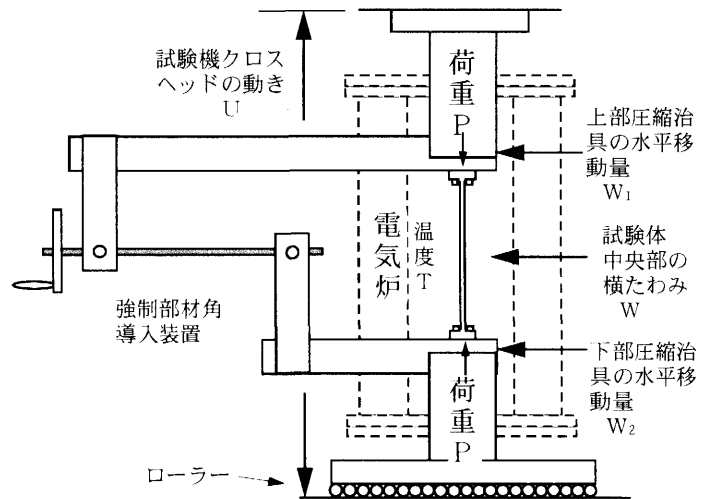 試験機クロス
ヘッドの動き
U
荷重P
上部圧縮治
具の水平移
動量
W1
電気炉
温度T
試験体
中央部の
横たわみ
W
強制部材角
導入装置
下部圧縮治
具の水平移
動量
W2
荷重P
ローラー